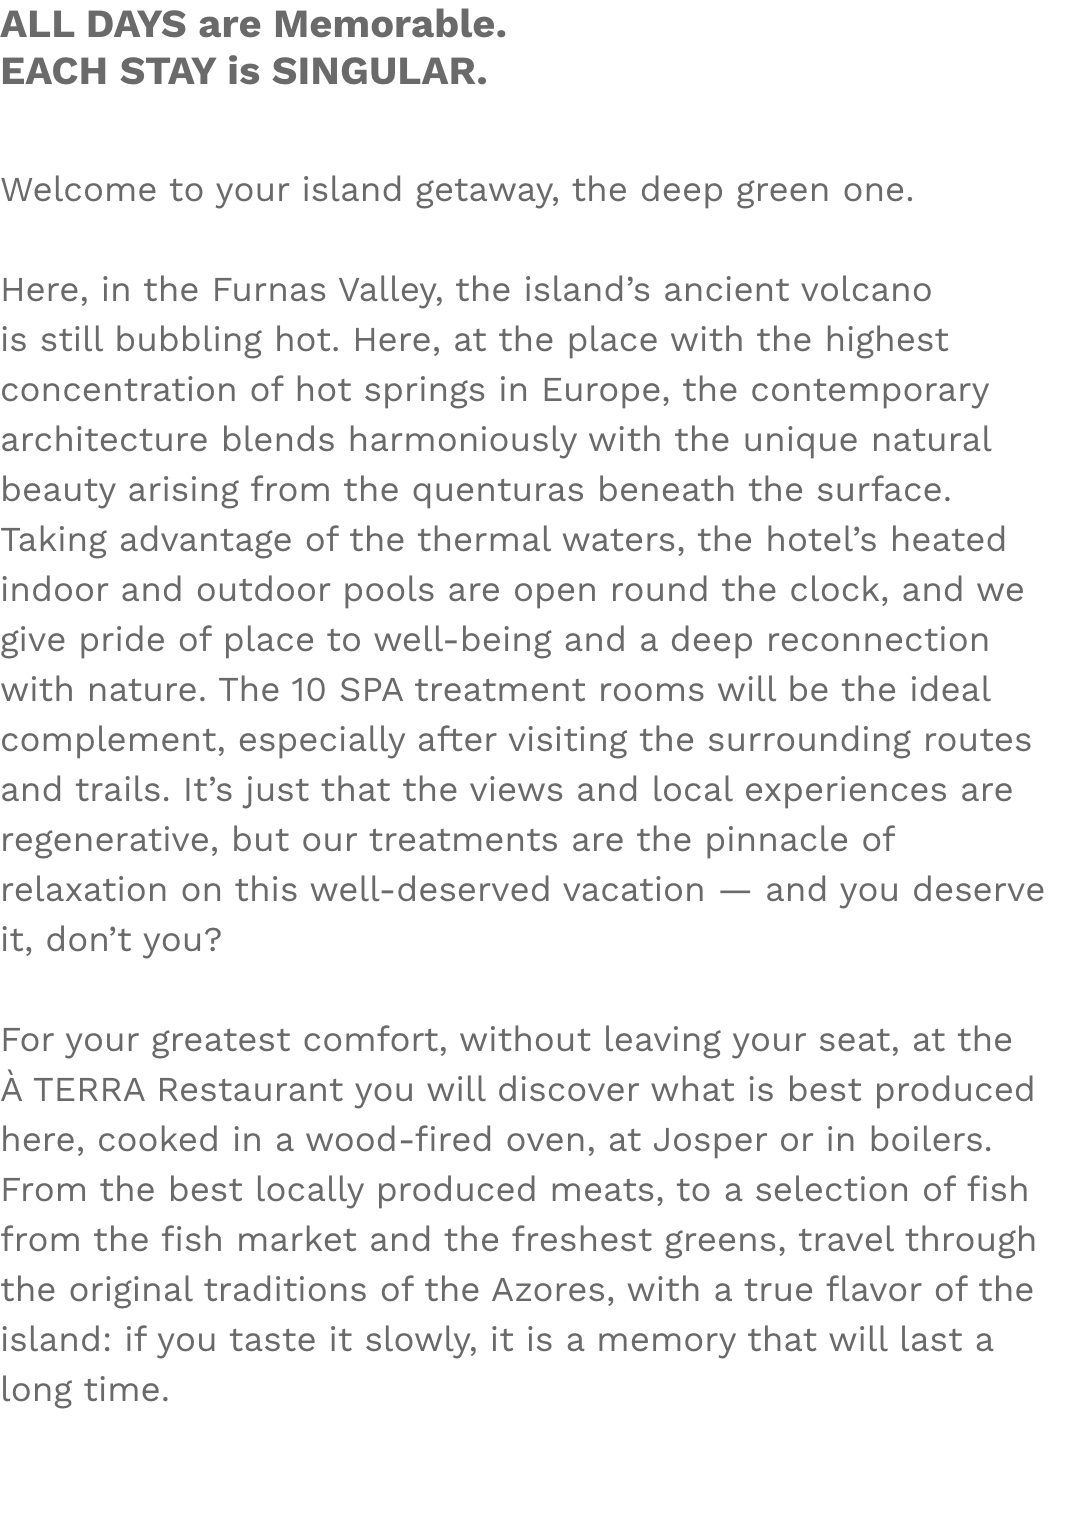 ALL DAYS are Memorable.
EACH STAY is SINGULAR.
Welcome to your island getaway, the deep green one.
Here, in the Furnas Valley, the island’s ancient volcano
is still bubbling hot. Here, at the place with the highest
concentration of hot springs in Europe, the contemporary
architecture blends harmoniously with the unique natural
beauty arising from the quenturas beneath the surface.
Taking advantage of the thermal waters, the hotel’s heated
indoor and outdoor pools are open round the clock, and we
give pride of place to well-being and a deep reconnection
with nature. The 10 SPA treatment rooms will be the ideal
complement, especially after visiting the surrounding routes
and trails. It’s just that the views and local experiences are
regenerative, but our treatments are the pinnacle of
relaxation on this well-deserved vacation — and you deserve
it, don’t you?
For your greatest comfort, without leaving your seat, at the
À TERRA Restaurant you will discover what is best produced
here, cooked in a wood-fired oven, at Josper or in boilers.
From the best locally produced meats, to a selection of fish
from the fish market and the freshest greens, travel through
the original traditions of the Azores, with a true flavor of the
island: if you taste it slowly, it is a memory that will last a
long time.